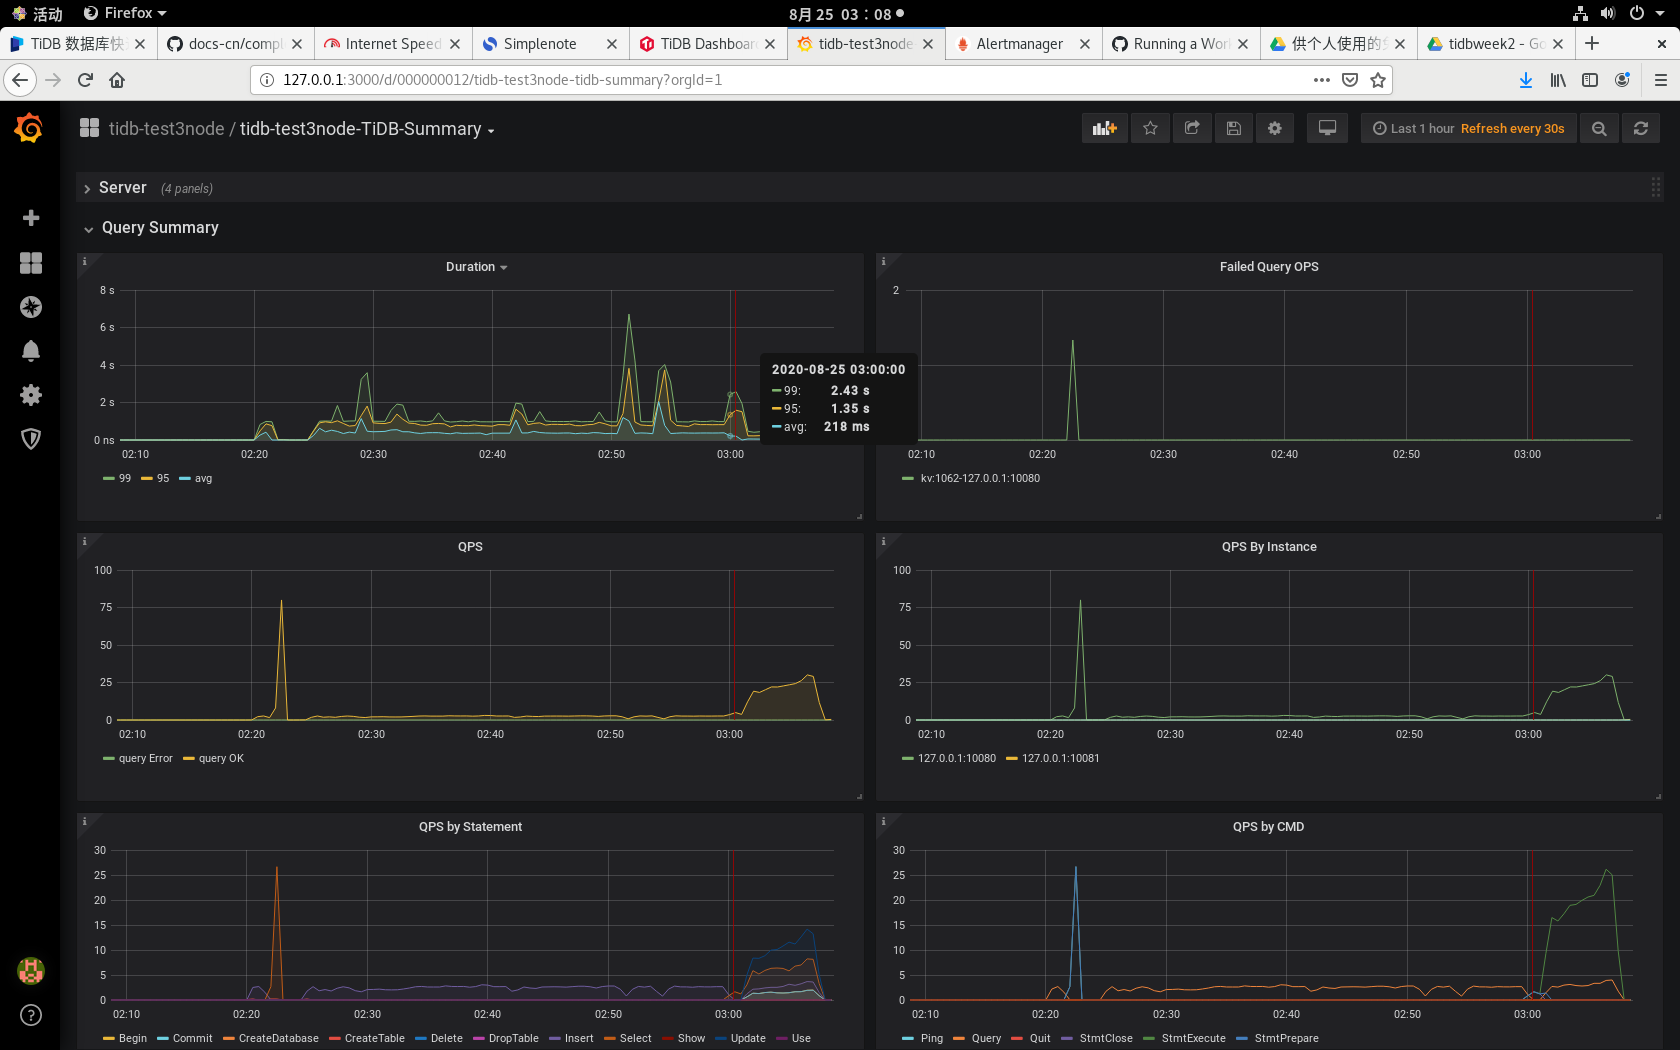 活动 Firefox 8月 25 03：08
TiDB 数据库快 docs-cn/compl Internet Speed Simplenote TiDB Dashboar tidb-test3node- Alertmanager Running a Wor 供个人使用的 tidbweek2 - Go
127.0.0.1:3000/d/000000012/tidb-test3node-tidb-summary?orgId=1
tidb-test3node / tidb-test3node-TiDB-Summary Last 1 hour Refresh every 30s
Server (4 panels)
Query Summary
Duration
8 s
6 s
4 s
2 s
0 ns
02:10 02:20 02:30 02:40 02:50 03:00
99 95 avg
2020-08-25 03:00:00
99: 2.43 s
95: 1.35 s
avg: 218 ms
Failed Query OPS
2
02:10 02:20 02:30 02:40 02:50 03:00
kv:1062-127.0.0.1:10080
QPS
100
75
50
25
0
02:10 02:20 02:30 02:40 02:50 03:00
query Error query OK
QPS By Instance
100
75
50
25
0
02:10 02:20 02:30 02:40 02:50 03:00
127.0.0.1:10080 127.0.0.1:10081
QPS by Statement
30
25
20
15
10
5
0
02:10 02:20 02:30 02:40 02:50 03:00
Begin Commit CreateDatabase CreateTable Delete DropTable Insert Select Show Update Use
QPS by CMD
30
25
20
15
10
5
0
02:10 02:20 02:30 02:40 02:50 03:00
Ping Query Quit StmtClose StmtExecute StmtPrepare